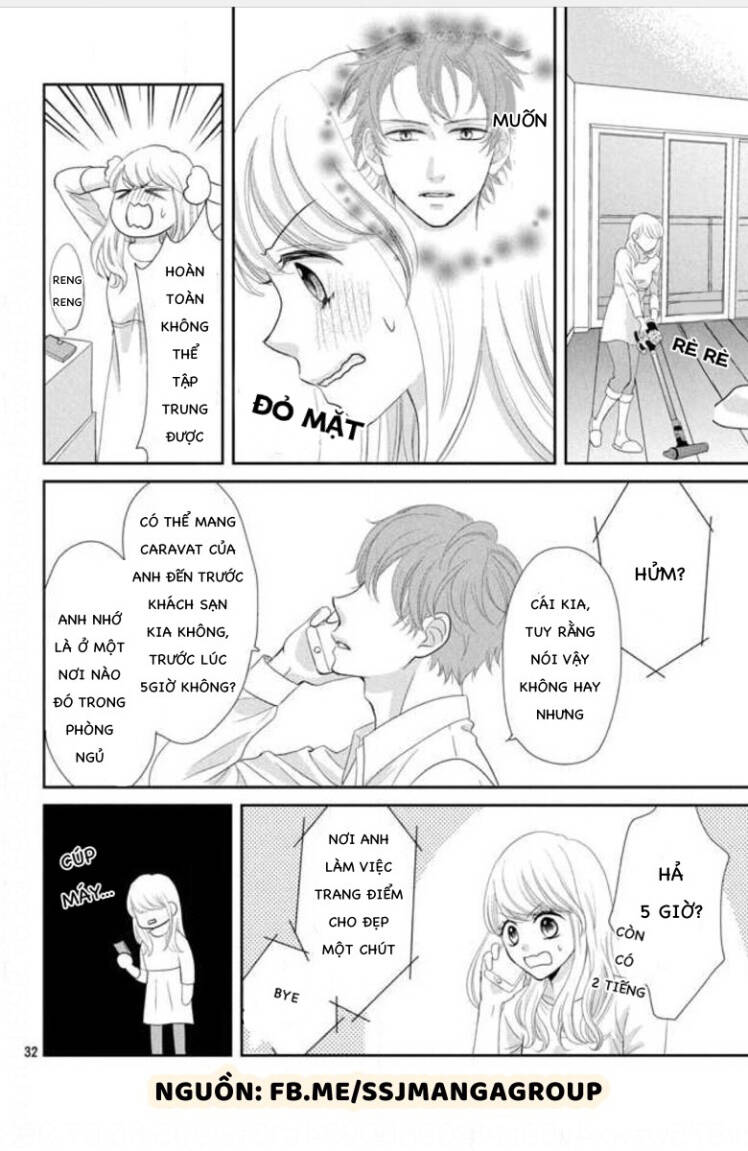 RÈ RÈ
MUỐN
ĐỎ MẶT
HOÀN
TOÀN
KHÔNG
THỂ
TẬP
TRUNG
ĐƯỢC
RENG
RENG
HỬM?
CÁI KIA,
TUY RẰNG
NÓI VẬY
KHÔNG HAY
NHƯNG
CÓ THỂ MANG
CARAVAT CỦA
ANH ĐẾN TRƯỚC
KHÁCH SẠN
KIA KHÔNG,
TRƯỚC LÚC
5GIỜ KHÔNG?
ANH NHỚ
LÀ Ở MỘT
NƠI NÀO
ĐÓ TRONG
PHÒNG
NGỦ
HẢ
5 GIỜ?
CÒN
CÓ
2 TIẾNG
NƠI ANH
LÀM VIỆC
TRANG ĐIỂM
CHO ĐẸP
MỘT CHÚT
BYE
CÚP
MÁY...
32
NGUỒN: FB.ME/SSJMANGAGROUP